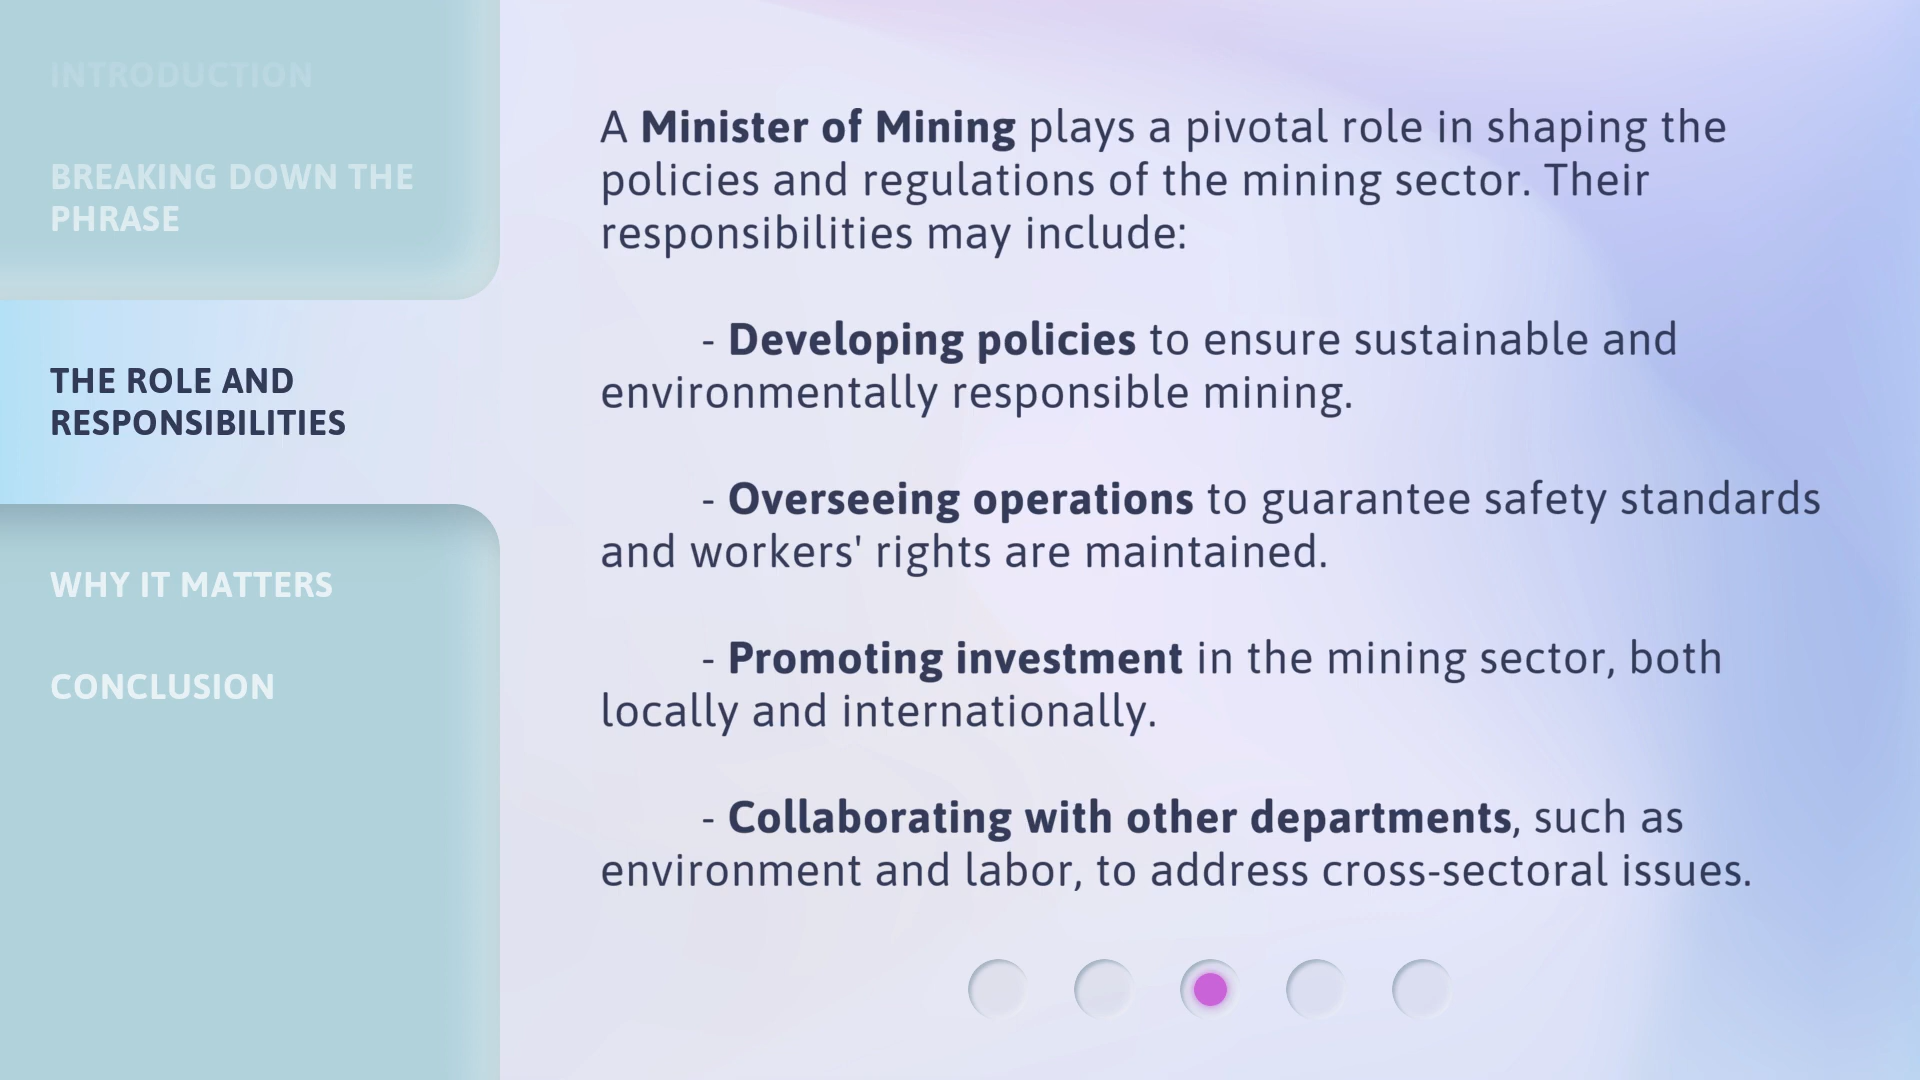 INTRODUCTION
BREAKING DOWN THE
PHRASE
THE ROLE AND
RESPONSIBILITIES
WHY IT MATTERS
CONCLUSION
A Minister of Mining plays a pivotal role in shaping the
policies and regulations of the mining sector. Their
responsibilities may include:
- Developing policies to ensure sustainable and
environmentally responsible mining.
- Overseeing operations to guarantee safety standards
and workers' rights are maintained.
- Promoting investment in the mining sector, both
locally and internationally.
- Collaborating with other departments, such as
environment and labor, to address cross-sectoral issues.